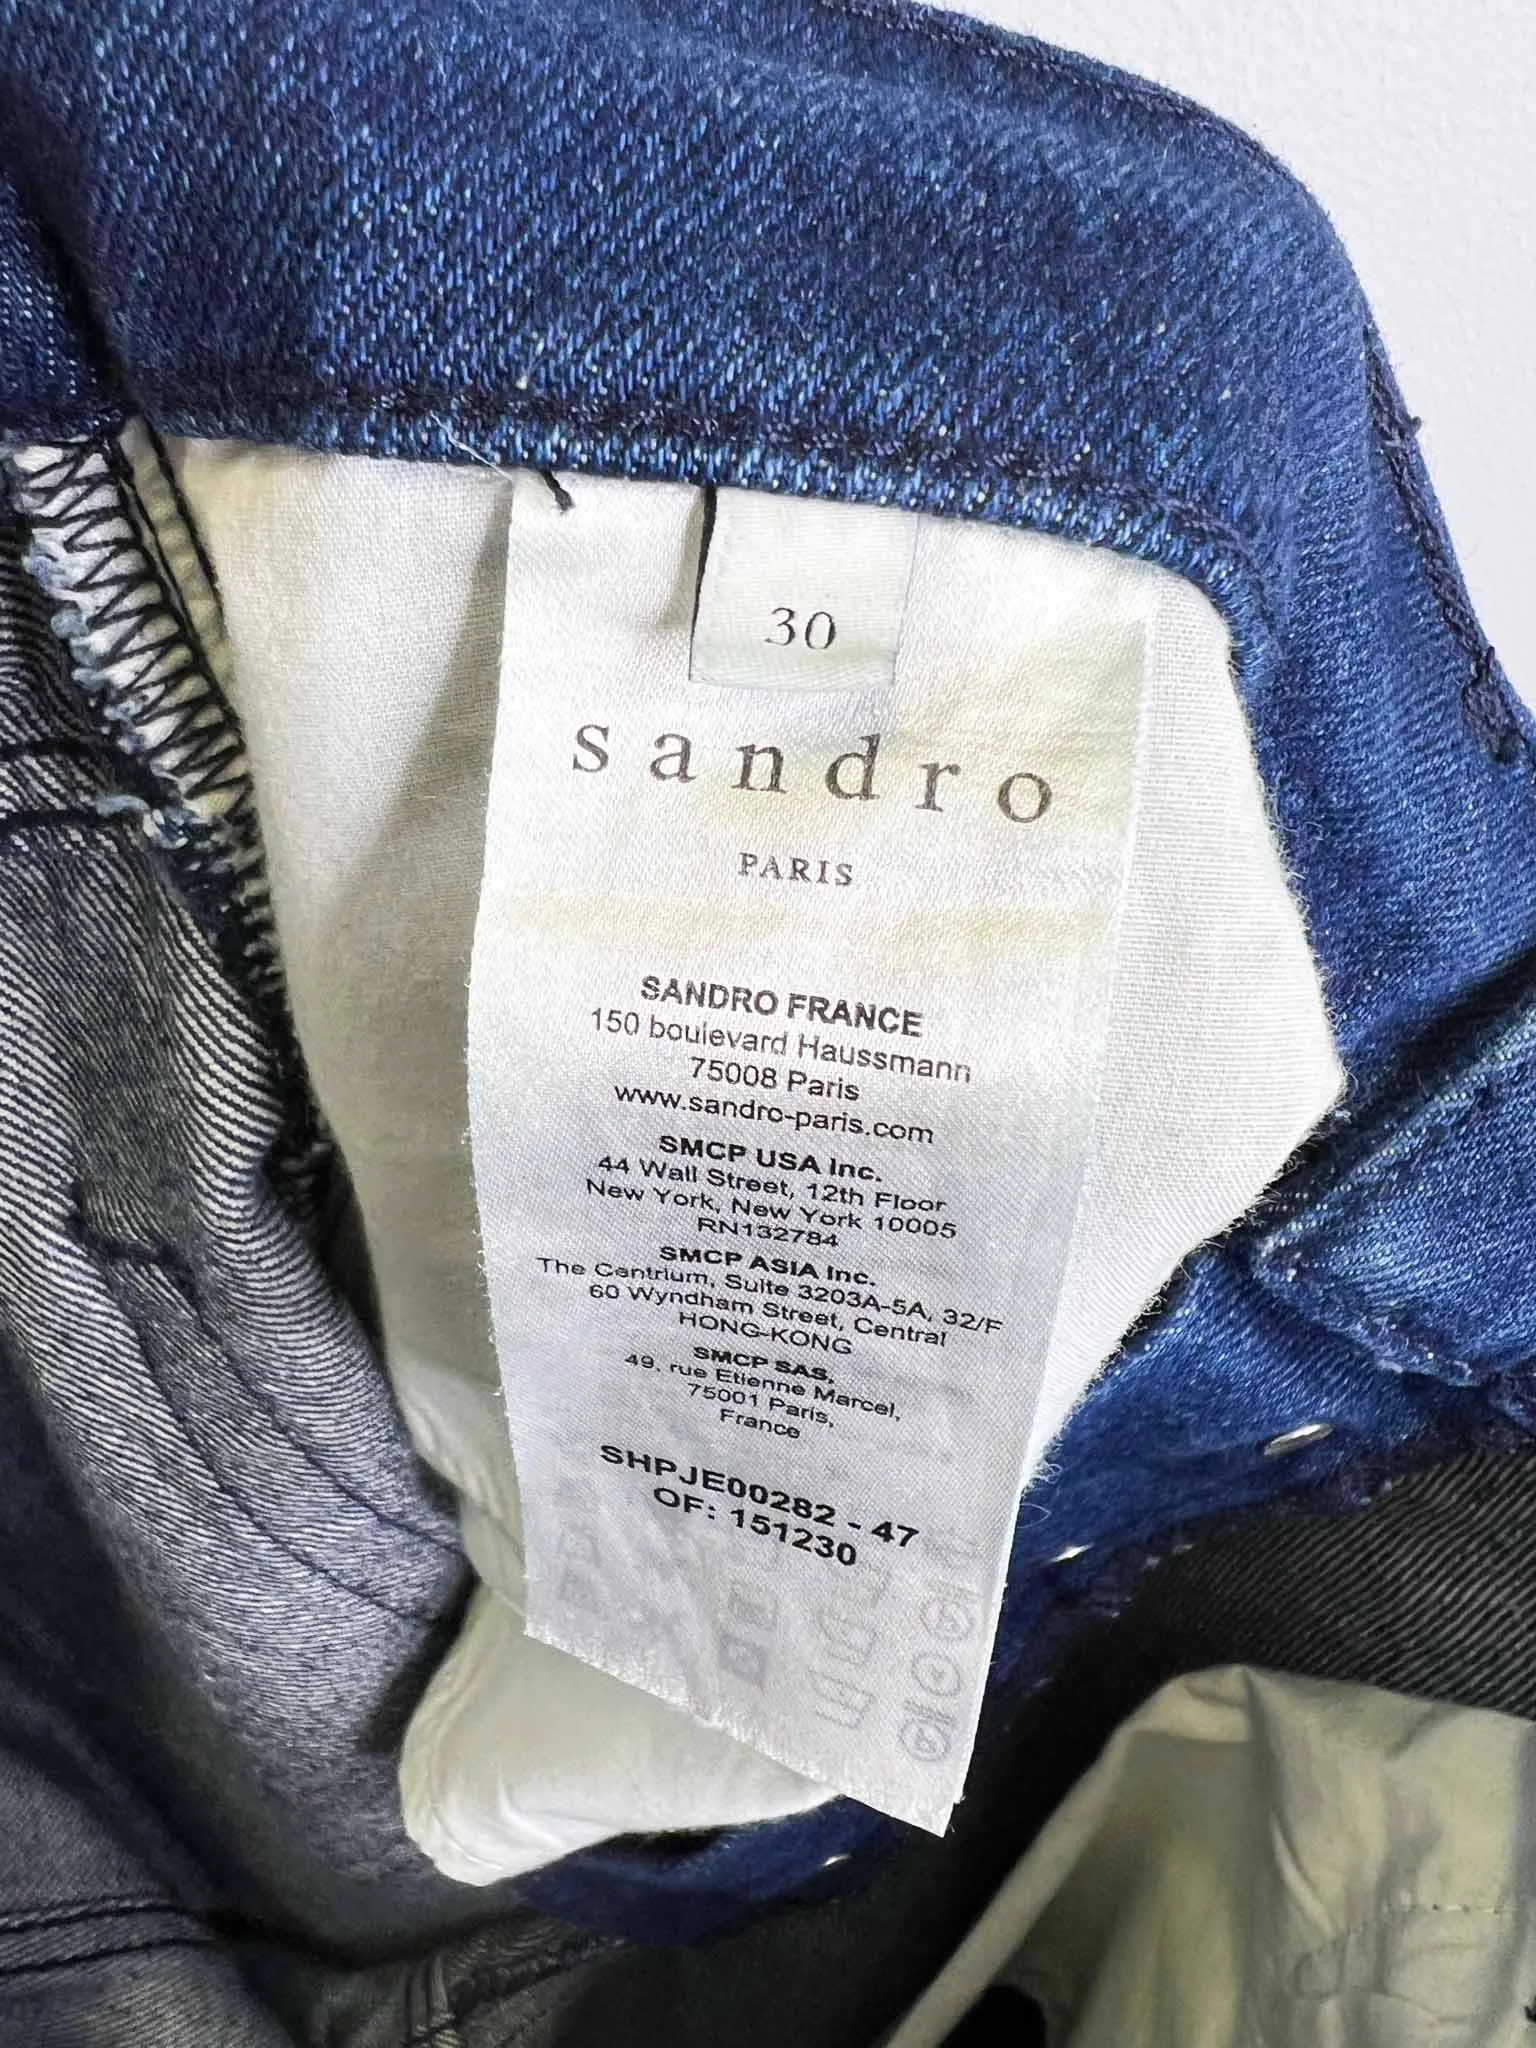 30
sandro
PARIS
SANDRO FRANCE
150 boulevard Haussmann
75008 Paris
www.sandro-paris.com
SMCP USA Inc.
44 Wall Street, 12th Floor
New York, New York 10005
RN132784
SMCP ASIA Inc.
The Centrium, Suite 3203A-5A, 32/F
60 Wyndham Street, Central
HONG-KONG
SMCP SAS,
49, rue Etienne Marcel,
75001 Paris,
France
SHPJE00282 - 47
OF: 151230